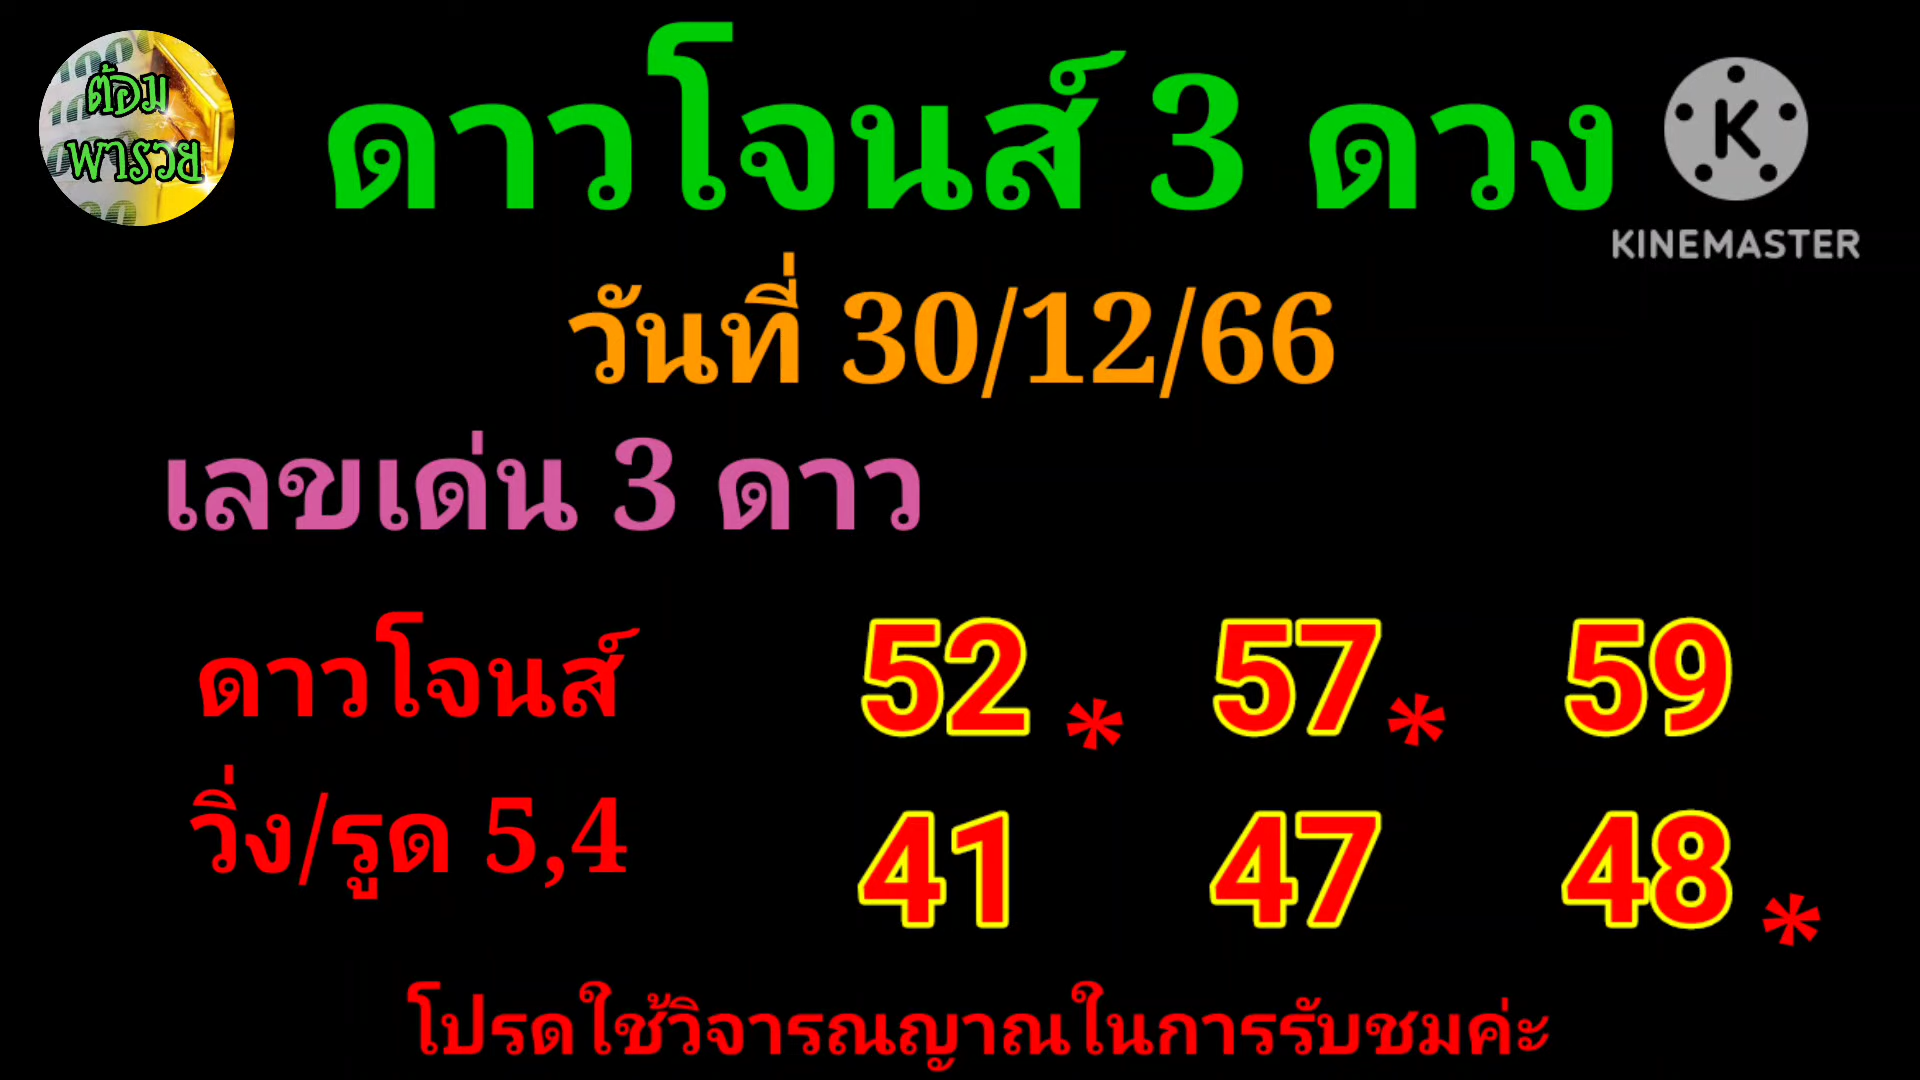 ต้อม
พารวย
ดาวโจนส์ 3 ดวง
KINEMASTER
วันที่ 30/12/66
เลขเด่น 3 ดาว
ดาวโจนส์ 52 * 57 * 59
วิ่ง/รูด 5,4 41 47 48 *
โปรดใช้วิจารณญาณในการรับชมค่ะ